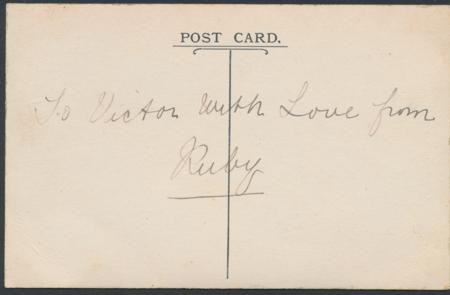 POST CARD.
To Victor With Love from
Ruby